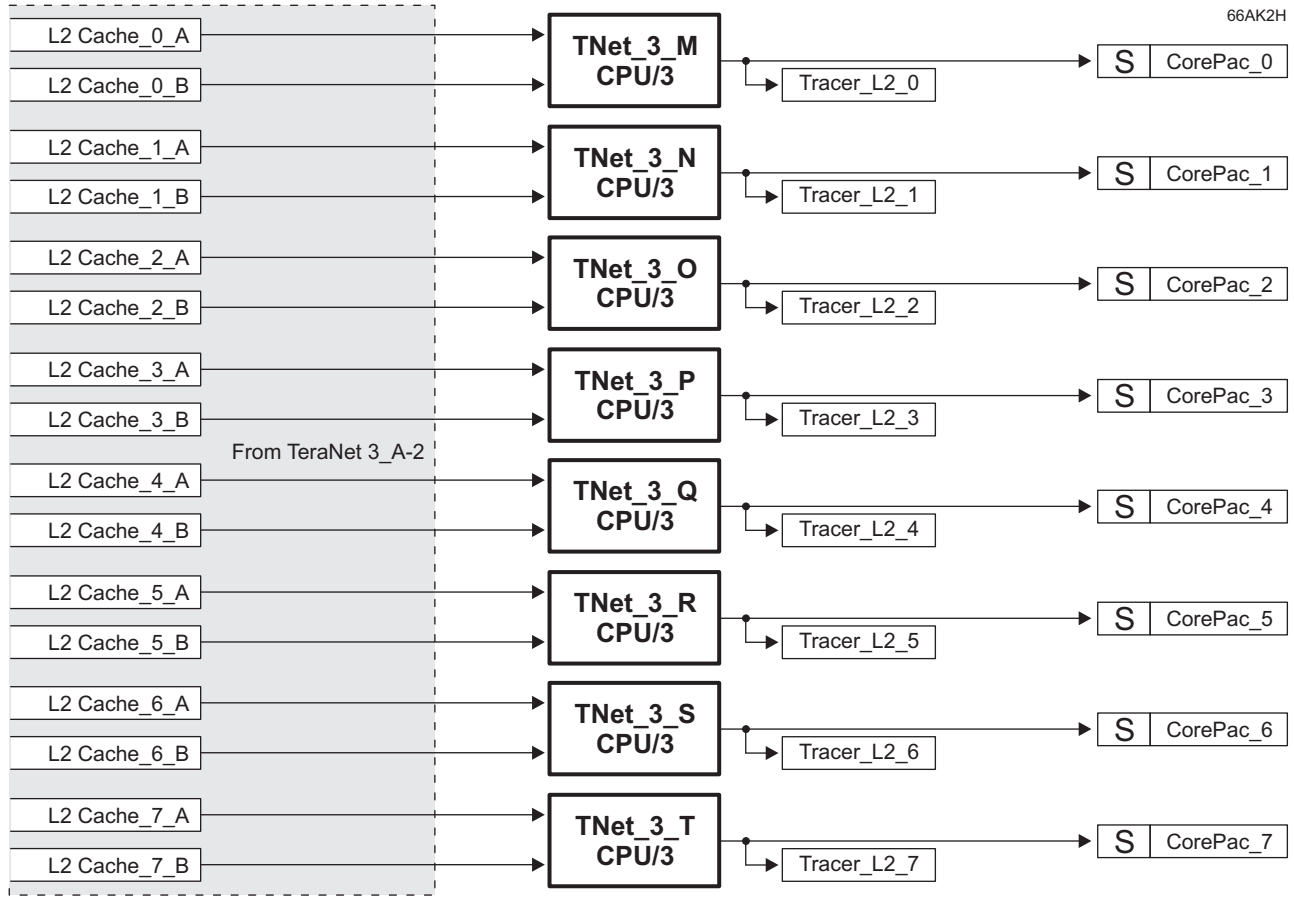 66AK2H
L2 Cache_0_A
L2 Cache_0_B
TNet_3_M
CPU/3
Tracer_L2_0
S CorePac_0
L2 Cache_1_A
L2 Cache_1_B
TNet_3_N
CPU/3
Tracer_L2_1
S CorePac_1
L2 Cache_2_A
L2 Cache_2_B
TNet_3_O
CPU/3
Tracer_L2_2
S CorePac_2
L2 Cache_3_A
L2 Cache_3_B
TNet_3_P
CPU/3
Tracer_L2_3
S CorePac_3
From TeraNet 3_A-2
L2 Cache_4_A
L2 Cache_4_B
TNet_3_Q
CPU/3
Tracer_L2_4
S CorePac_4
L2 Cache_5_A
L2 Cache_5_B
TNet_3_R
CPU/3
Tracer_L2_5
S CorePac_5
L2 Cache_6_A
L2 Cache_6_B
TNet_3_S
CPU/3
Tracer_L2_6
S CorePac_6
L2 Cache_7_A
L2 Cache_7_B
TNet_3_T
CPU/3
Tracer_L2_7
S CorePac_7